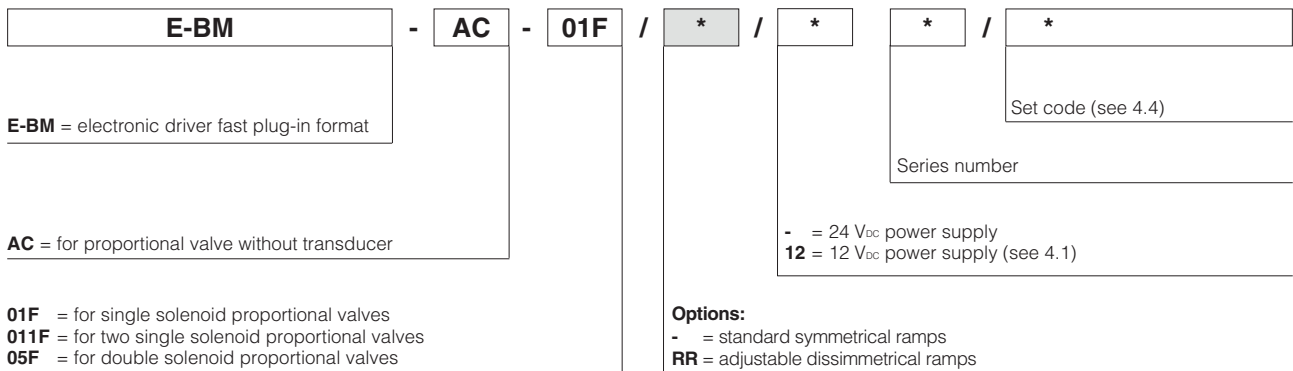 E-BM - AC - 01F / * / * * / *
Set code (see 4.4)
E-BM = electronic driver fast plug-in format
Series number
AC = for proportional valve without transducer
- = 24 VDC power supply
12 = 12 VDC power supply (see 4.1)
01F = for single solenoid proportional valves
011F = for two single solenoid proportional valves
05F = for double solenoid proportional valves
Options:
- = standard symmetrical ramps
RR = adjustable dissimmetrical ramps